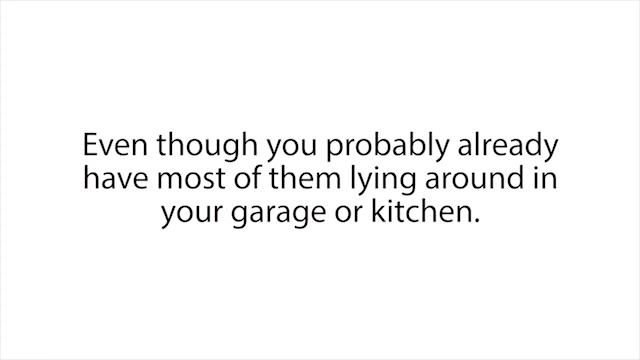 Even though you probably already
have most of them lying around in
your garage or kitchen.